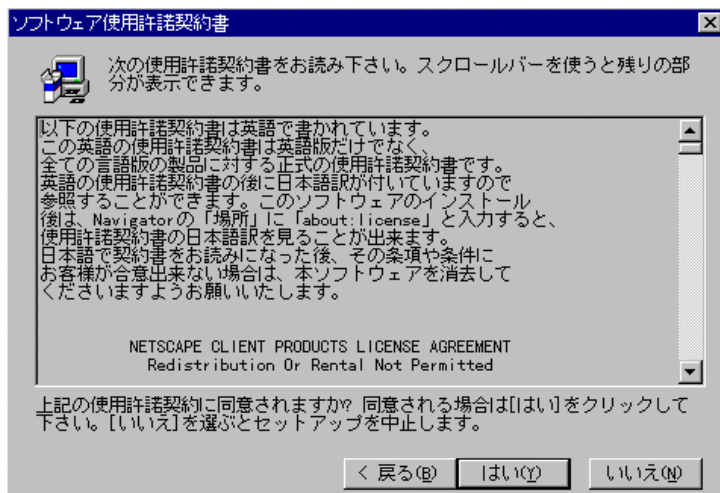 ソフトウェア使用許諾契約書
次の使用許諾契約書をお読み下さい。スクロールバーを使うと残りの部
分が表示できます。
以下の使用許諾契約書は英語で書かれています。
この英語の使用許諾契約書は英語版だけでなく、
全ての言語版の製品に対する正式の使用許諾契約書です。
英語の使用許諾契約書の後に日本語訳が付いていますので
参照することができます。このソフトウェアのインストール
後は、Navigatorの「場所」に「about:license」と入力すると、
使用許諾契約書の日本語訳を見ることが出来ます。
日本語で契約書をお読みになった後、その条項や条件に
お客様が合意出来ない場合は、本ソフトウェアを消去して
くださいますようお願いいたします。
NETSCAPE CLIENT PRODUCTS LICENSE AGREEMENT
Redistribution Or Rental Not Permitted
上記の使用許諾契約に同意されますか? 同意される場合は[はい]をクリックして
下さい。[いいえ]を選ぶとセットアップを中止します。
< 戻る(B) はい(Y) いいえ(N)